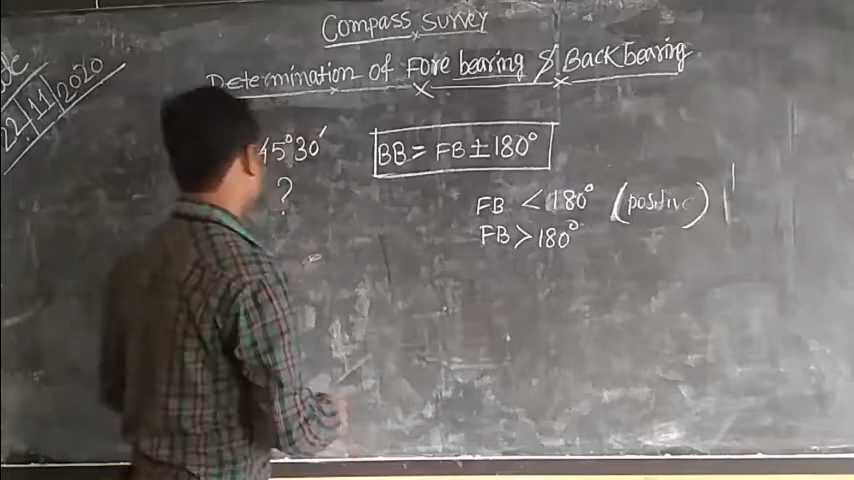 Compass Survey
Determination of Fore bearing & Back bearing
22.11.2020
45°30′
BB = FB ± 180°
?
FB < 180° (positive)
FB > 180°